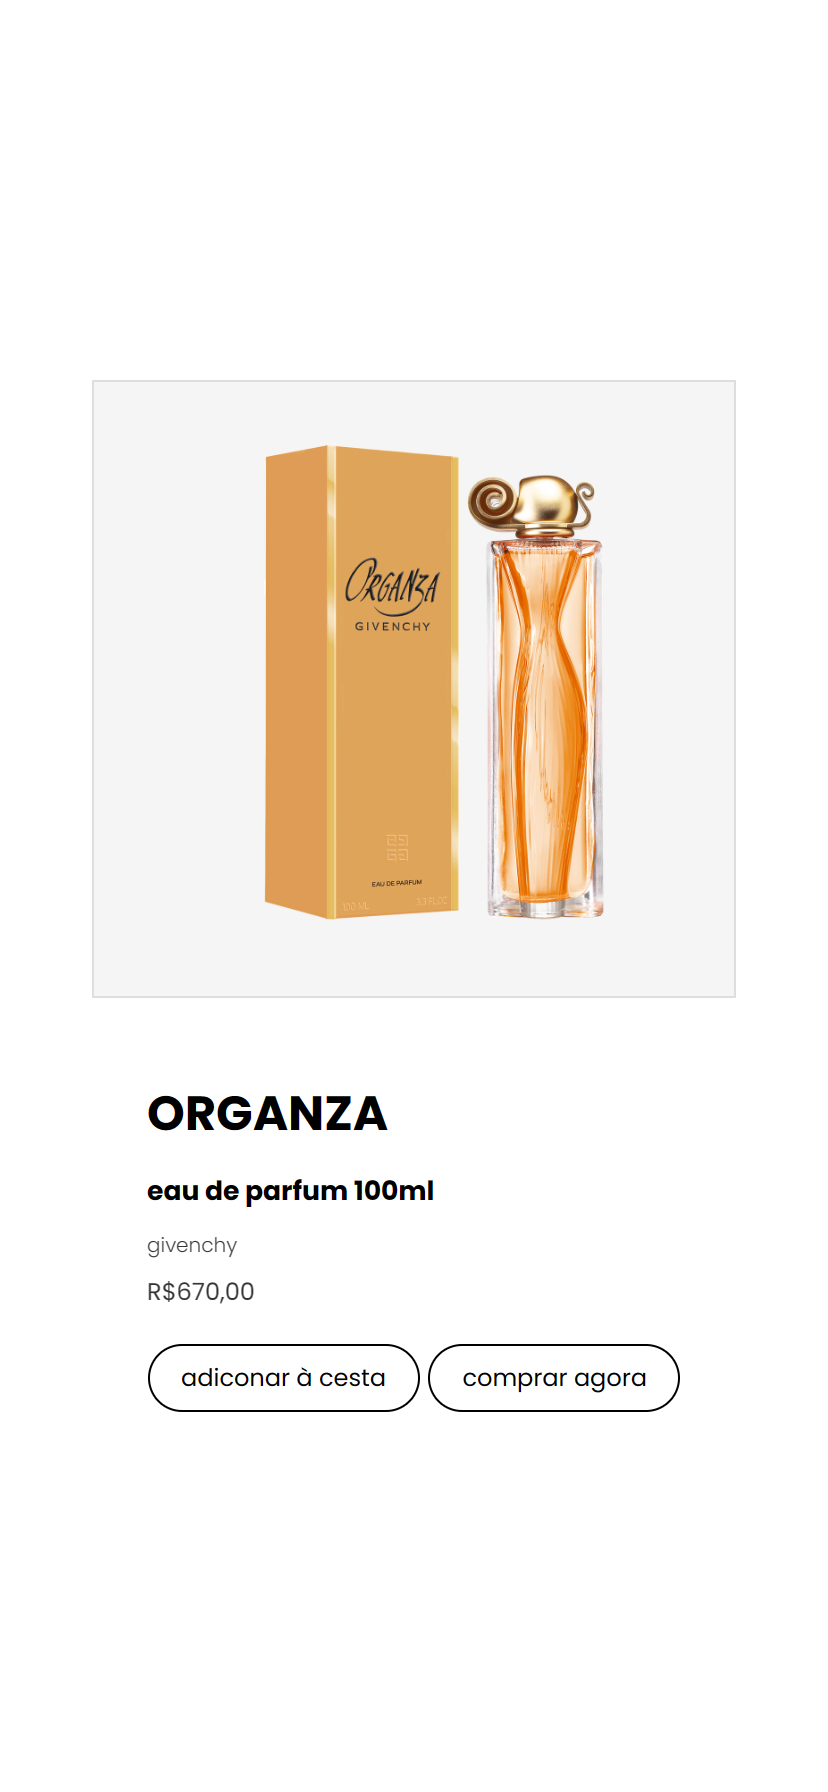 ORGANZA
GIVENCHY
EAU DE PARFUM
100 ML
3.3 FL.OZ
ORGANZA
eau de parfum 100ml
givenchy
R$670,00
adiconar à cesta
comprar agora